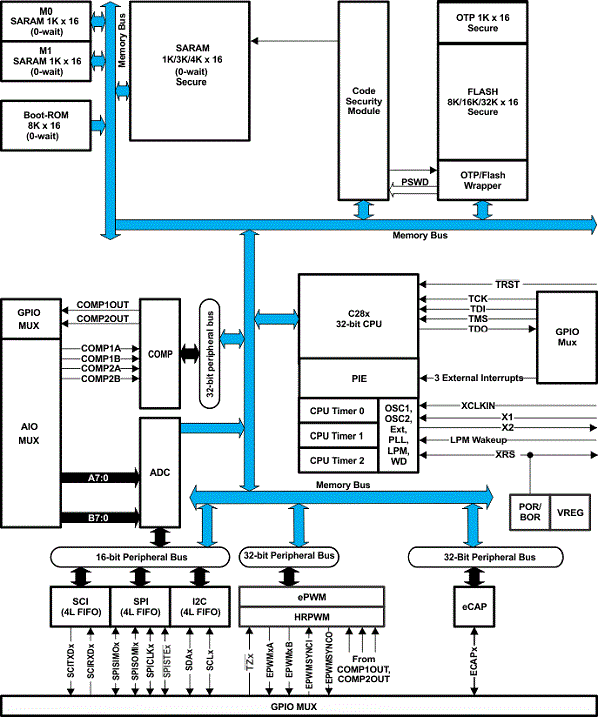 M0
SARAM 1K x 16
(0-wait)
M1
SARAM 1K x 16
(0-wait)
Boot-ROM
8K x 16
(0-wait)
Memory Bus
SARAM
1K/3K/4K x 16
(0-wait)
Secure
Code
Security
Module
OTP 1K x 16
Secure
FLASH
8K/16K/32K x 16
Secure
OTP/Flash
Wrapper
PSWD
Memory Bus
GPIO
MUX
COMP1OUT
COMP2OUT
COMP1A
COMP1B
COMP2A
COMP2B
COMP
32-bit peripheral bus
AIO
MUX
A7:0
B7:0
ADC
C28x
32-bit CPU
PIE
CPU Timer 0
CPU Timer 1
CPU Timer 2
OSC1,
OSC2,
Ext,
PLL,
LPM,
WD
TRST
TCK
TDI
TMS
TDO
GPIO
Mux
3 External Interrupts
XCLKIN
X1
X2
LPM Wakeup
XRS
POR/
BOR
VREG
Memory Bus
16-bit Peripheral Bus
32-bit Peripheral Bus
32-Bit Peripheral Bus
SCI
(4L FIFO)
SPI
(4L FIFO)
I2C
(4L FIFO)
ePWM
HRPWM
eCAP
SCITXDx
SCIRXDx
SPISIMOx
SPISOMIx
SPICLKx
SPISTEx
SDAx
SCLx
TZx
EPWMxA
EPWMxB
EPWMSYNCI
EPWMSYNCO
From
COMP1OUT,
COMP2OUT
ECAPx
GPIO MUX